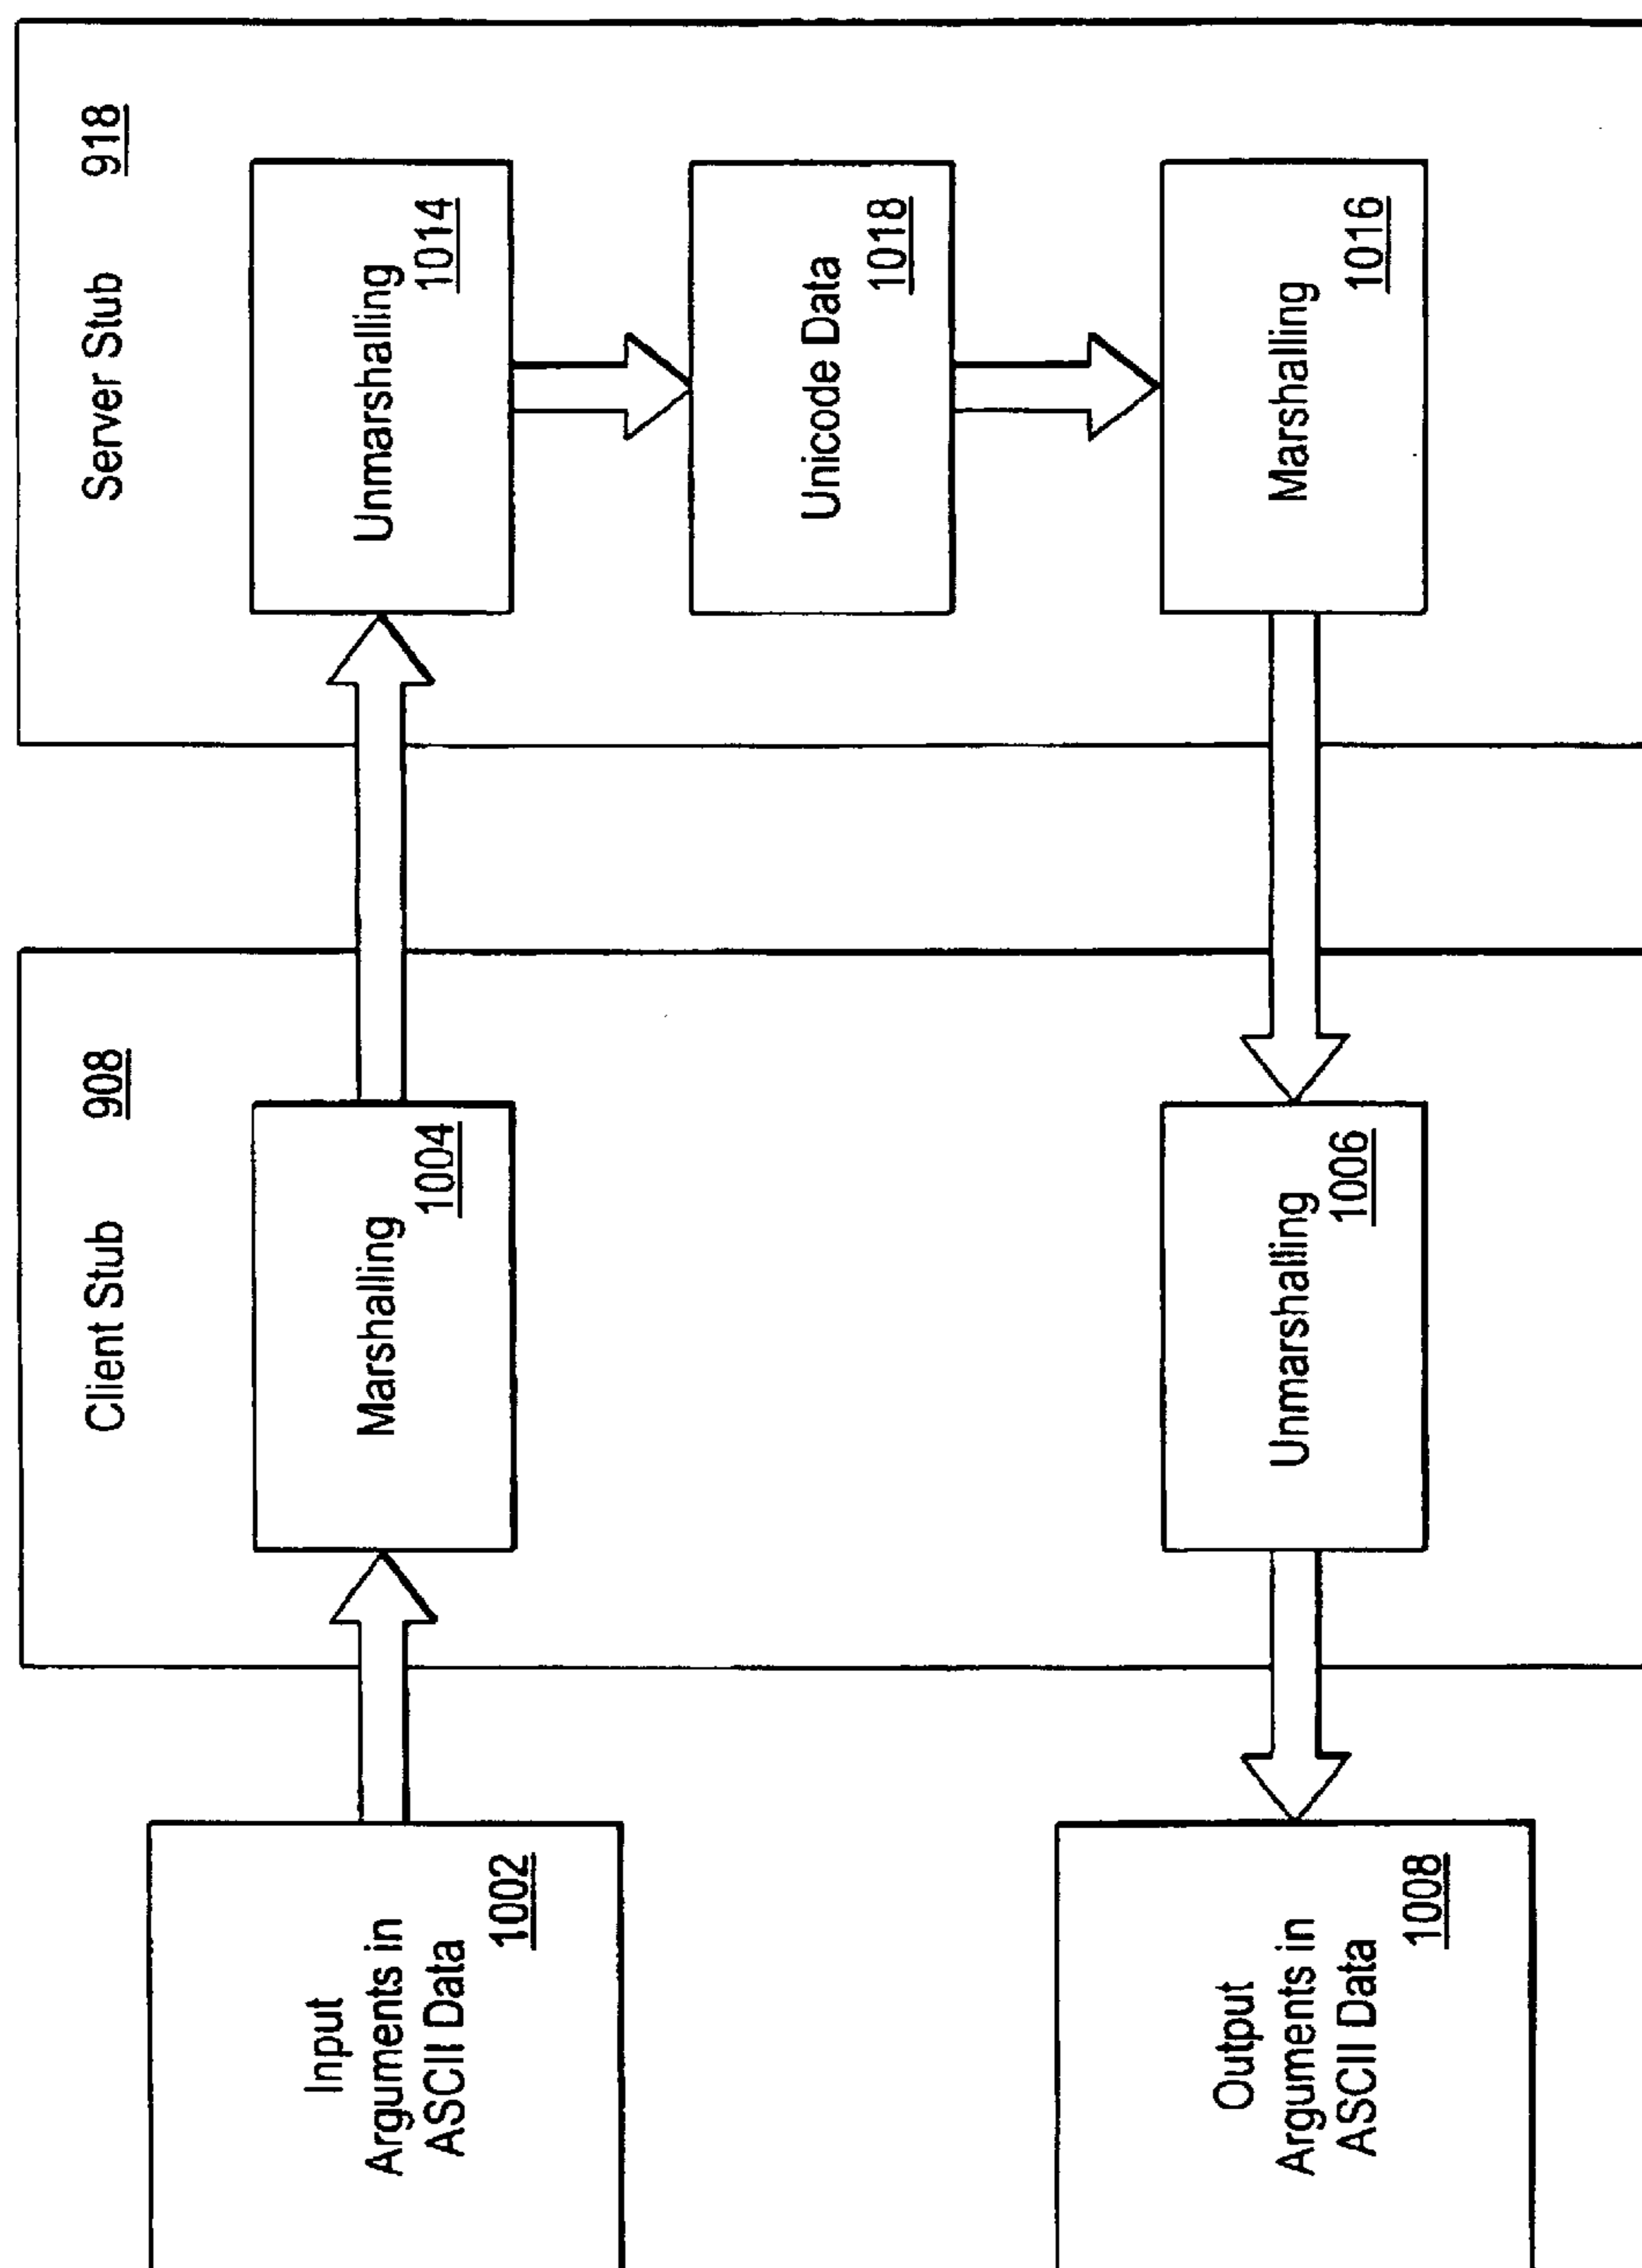 Client Stub 908
Server Stub 918
Input
Arguments in
ASCII Data
1002
Marshalling
1004
Unmarshalling
1014
Unicode Data
1018
Output
Arguments in
ASCII Data
1008
Unmarshalling
1006
Marshalling
1016